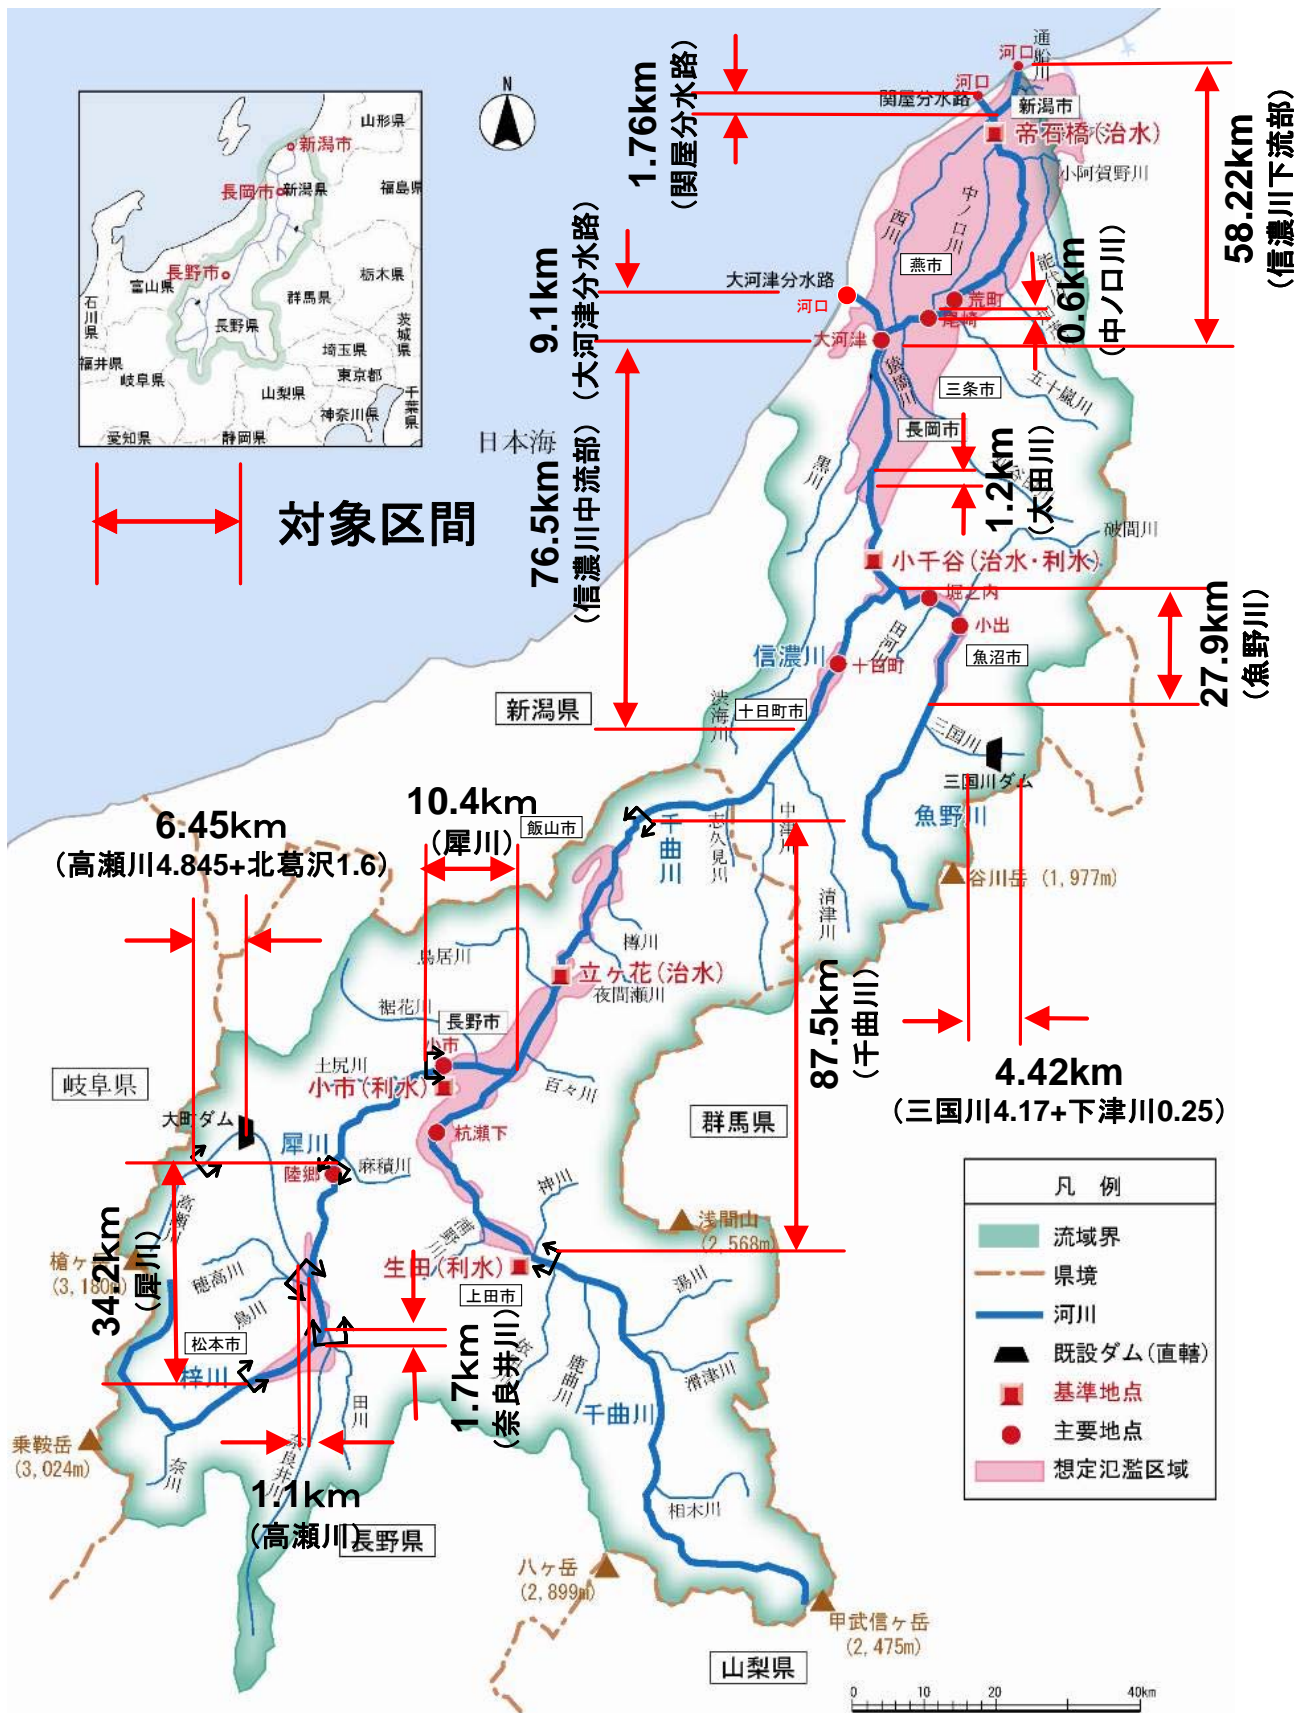 山形県
新潟市
長岡市
新潟県
福島県
長野市
富山県
栃木県
群馬県
石川県
長野県
茨城県
福井県
岐阜県
埼玉県
東京都
山梨県
千葉県
神奈川県
愛知県
静岡県
N
対象区間
日本海
1.76km
(関屋分水路)
河口
通船川
河口
関屋分水路
新潟市
帝石橋(治水)
小阿賀野川
58.22km
(信濃川下流部)
西川
中ノ口川
燕市
9.1km
(大河津分水路)
大河津分水路
河口
荒町
尾崎
大河津
0.6km
(中ノ口川)
五十嵐川
三条市
長岡市
黒川
1.2km
(太田川)
破間川
76.5km
(信濃川中流部)
小千谷(治水・利水)
堀之内
小出
魚沼市
27.9km
(魚野川)
信濃川
十日町
渋海川
十日町市
新潟県
三国川
三国川ダム
魚野川
谷川岳 (1,977m)
4.42km
(三国川4.17+下津川0.25)
中津川
志久見川
清津川
千曲川
飯山市
10.4km
(犀川)
6.45km
(高瀬川4.845+北葛沢1.6)
樽川
鳥居川
立ヶ花(治水)
夜間瀬川
87.5km
(千曲川)
裾花川
長野市
小市
土尻川
小市(利水)
百々川
岐阜県
大町ダム
犀川
杭瀬下
群馬県
陸郷
麻績川
高瀬川
神川
浅間山
(2,568m)
34.2km
(犀川)
槍ヶ岳
(3,180m)
穂高川
烏川
生田(利水)
上田市
湯川
松本市
梓川
1.7km
(奈良井川)
鹿曲川
滑津川
田川
千曲川
乗鞍岳
(3,024m)
奈川
奈良井川
1.1km
(高瀬川)
長野県
相木川
八ヶ岳
(2,899m)
甲武信ヶ岳
(2,475m)
山梨県
凡 例
流域界
県境
河川
既設ダム(直轄)
基準地点
主要地点
想定氾濫区域
0 10 20 40km